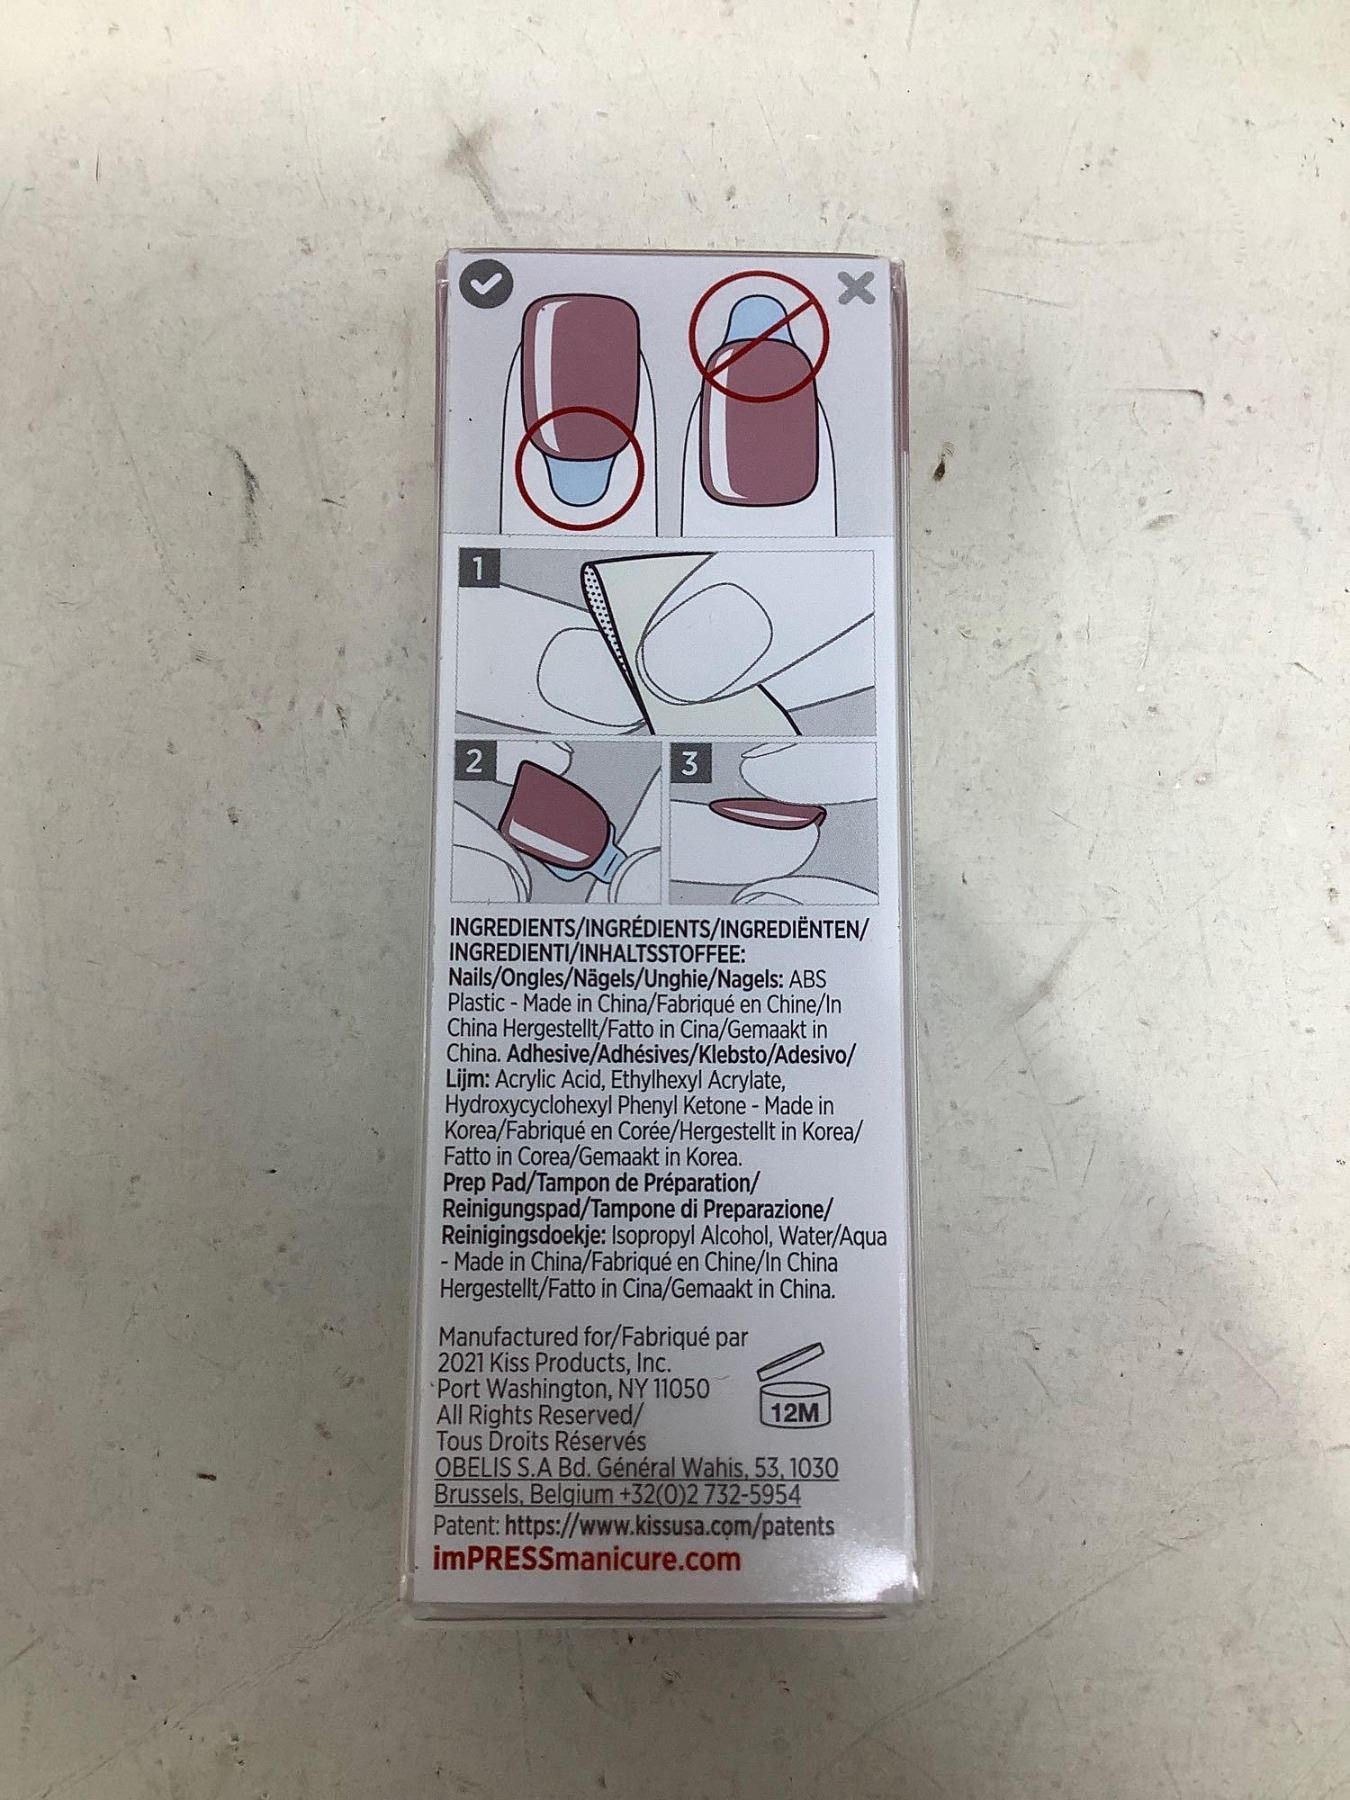 1
2
3
INGREDIENTS/INGRÉDIENTS/INGREDIËNTEN/
INGREDIENTI/INHALTSSTOFFEE:
Nails/Ongles/Nägels/Unghie/Nagels: ABS
Plastic - Made in China/Fabriqué en Chine/In
China Hergestellt/Fatto in Cina/Gemaakt in
China. Adhesive/Adhésives/Klebsto/Adesivo/
Lijm: Acrylic Acid, Ethylhexyl Acrylate,
Hydroxycyclohexyl Phenyl Ketone - Made in
Korea/Fabriqué en Corée/Hergestellt in Korea/
Fatto in Corea/Gemaakt in Korea.
Prep Pad/Tampon de Préparation/
Reinigungspad/Tampone di Preparazione/
Reinigingsdoekje: Isopropyl Alcohol, Water/Aqua
- Made in China/Fabriqué en Chine/In China
Hergestellt/Fatto in Cina/Gemaakt in China.
Manufactured for/Fabriqué par
2021 Kiss Products, Inc.
Port Washington, NY 11050
All Rights Reserved/
Tous Droits Réservés
12M
OBELIS S.A Bd. Général Wahis, 53, 1030
Brussels, Belgium +32(0)2 732-5954
Patent: https://www.kissusa.com/patents
imPRESSmanicure.com